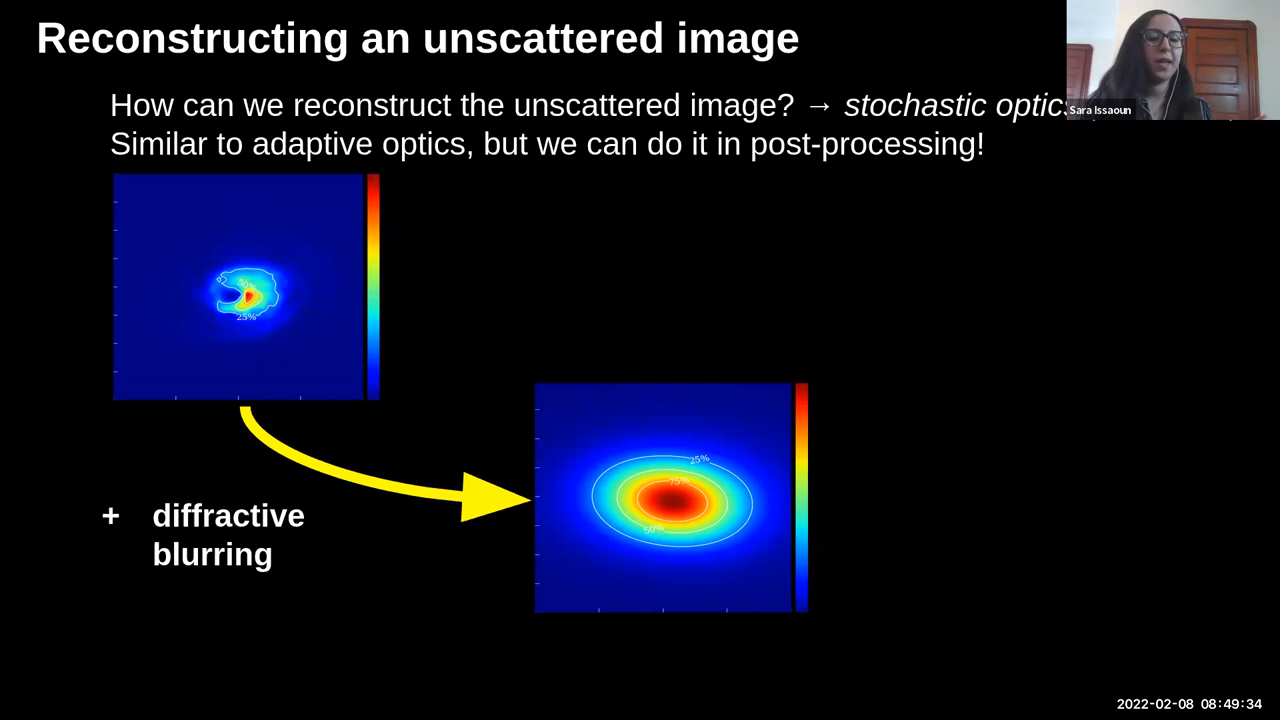 Reconstructing an unscattered image
How can we reconstruct the unscattered image? → stochastic optics
Similar to adaptive optics, but we can do it in post-processing!
Sara Issaoun
50%
25%
25%
75%
50%
+ diffractive
blurring
2022-02-08 08:49:34